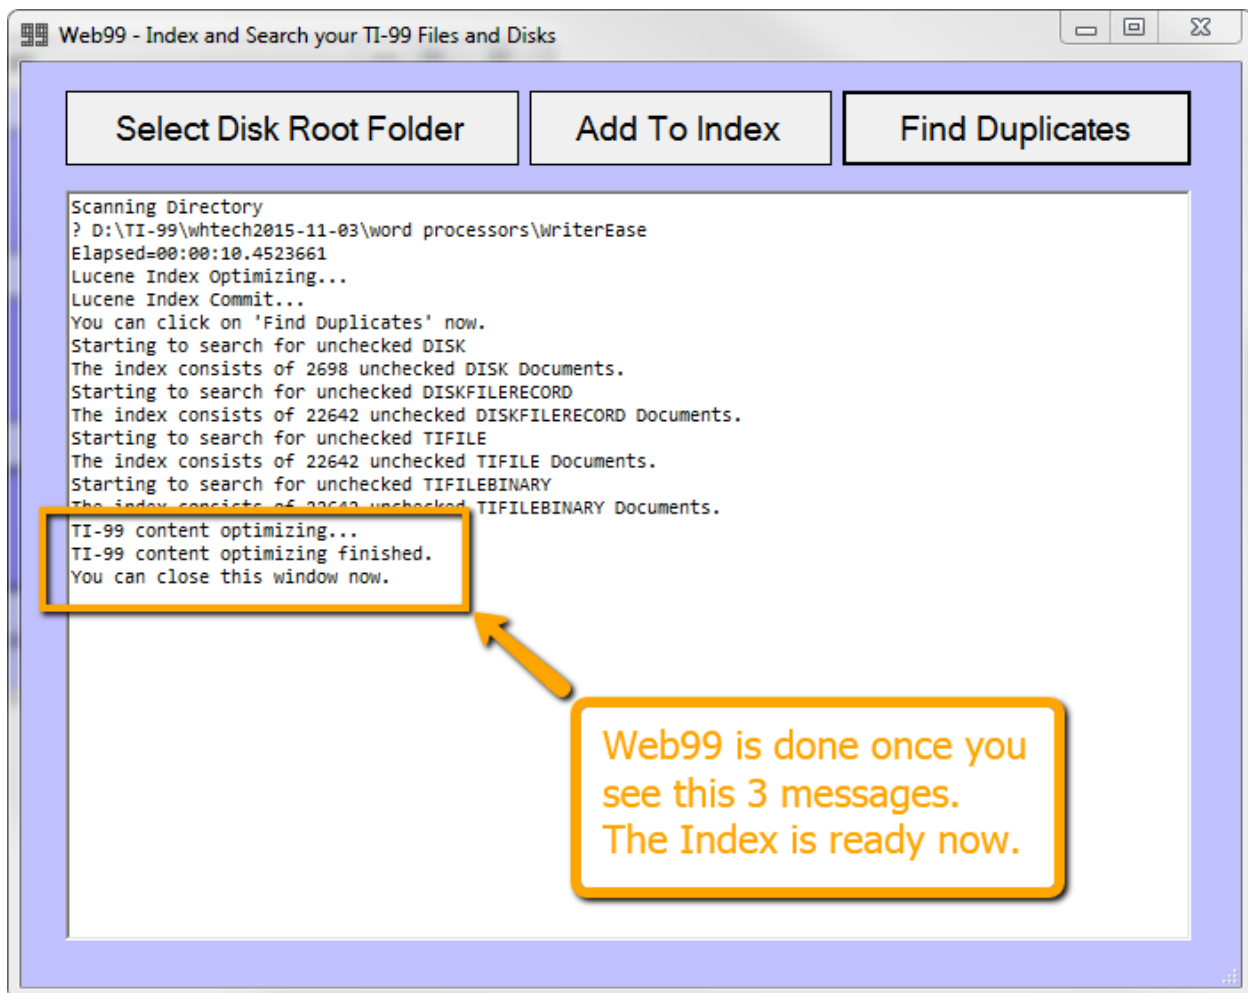 Web99 - Index and Search your TI-99 Files and Disks
Select Disk Root Folder
Add To Index
Find Duplicates
Scanning Directory
? D:\TI-99\whtech2015-11-03\word processors\WriterEase
Elapsed=00:00:10.4523661
Lucene Index Optimizing...
Lucene Index Commit...
You can click on 'Find Duplicates' now.
Starting to search for unchecked DISK
The index consists of 2698 unchecked DISK Documents.
Starting to search for unchecked DISKFILERECORD
The index consists of 22642 unchecked DISKFILERECORD Documents.
Starting to search for unchecked TIFILE
The index consists of 22642 unchecked TIFILE Documents.
Starting to search for unchecked TIFILEBINARY
The index consists of 22642 unchecked TIFILEBINARY Documents.
TI-99 content optimizing...
TI-99 content optimizing finished.
You can close this window now.
Web99 is done once you
see this 3 messages.
The Index is ready now.